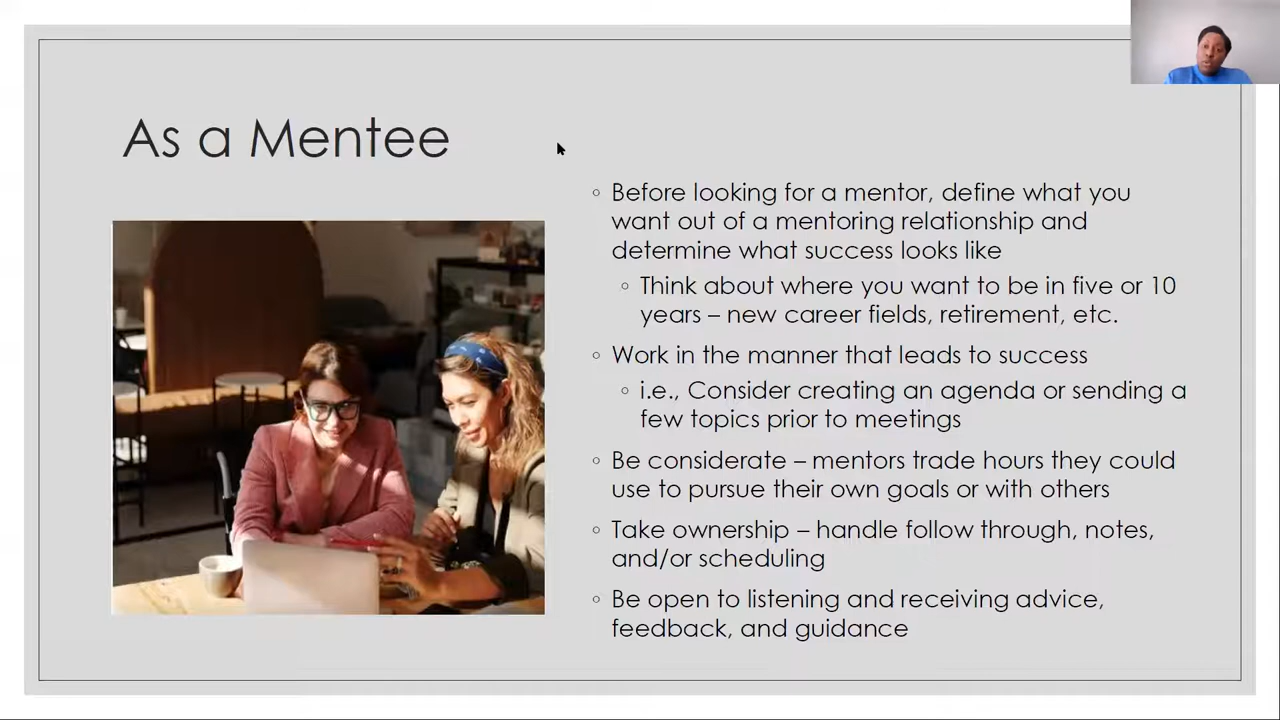 As a Mentee
◦ Before looking for a mentor, define what you
want out of a mentoring relationship and
determine what success looks like
◦ Think about where you want to be in five or 10
years – new career fields, retirement, etc.
◦ Work in the manner that leads to success
◦ i.e., Consider creating an agenda or sending a
few topics prior to meetings
◦ Be considerate – mentors trade hours they could
use to pursue their own goals or with others
◦ Take ownership – handle follow through, notes,
and/or scheduling
◦ Be open to listening and receiving advice,
feedback, and guidance